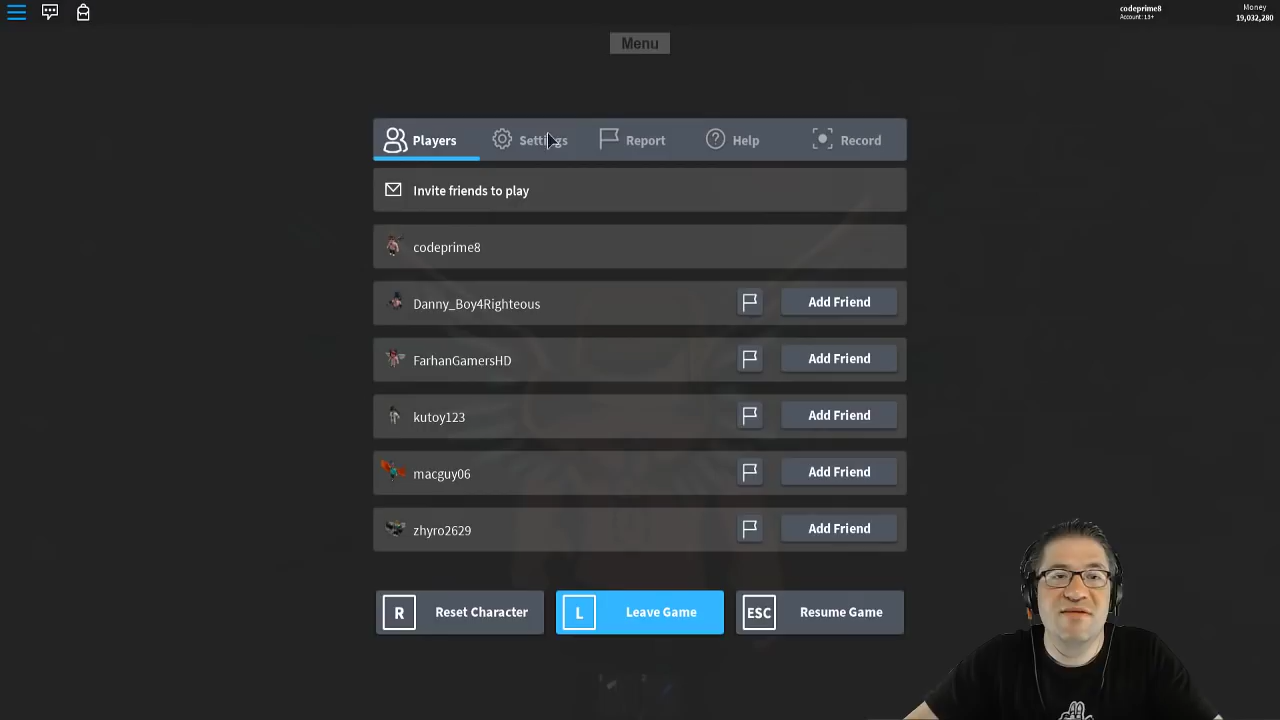 codeprime8
Account: 13+
Money
19,032,280
Menu
Players
Settings
Report
Help
Record
Invite friends to play
codeprime8
Danny_Boy4Righteous
Add Friend
FarhanGamersHD
Add Friend
kutoy123
Add Friend
macguy06
Add Friend
zhyro2629
Add Friend
R Reset Character
L Leave Game
ESC Resume Game